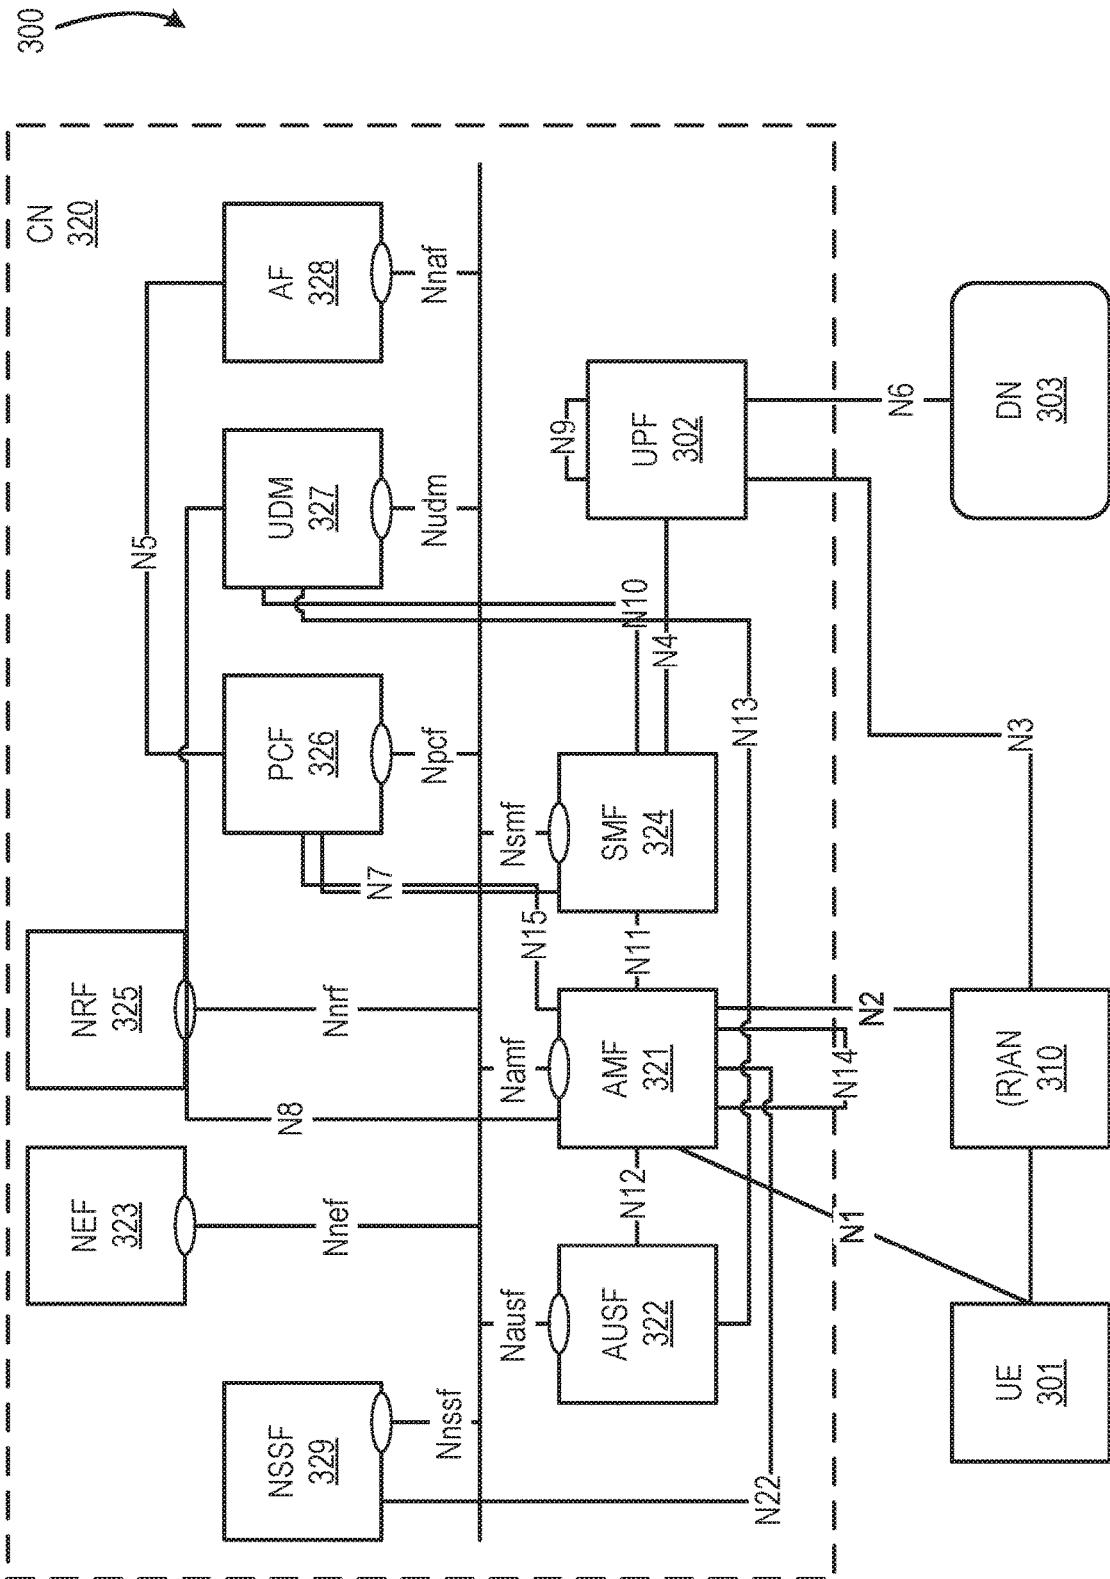 300
CN
320
NSSF
329
NEF
323
NRF
325
PCF
326
UDM
327
AF
328
N5
N8
N7
Nnssf
Nnef
Nnrf
Npcf
Nudm
Nnaf
Nausf
Namf
Nsmf
N15
N10
N9
AUSF
322
N12
AMF
321
N11
SMF
324
N4
UPF
302
N13
N22
N14
N1
N2
N3
N6
UE
301
(R)AN
310
DN
303